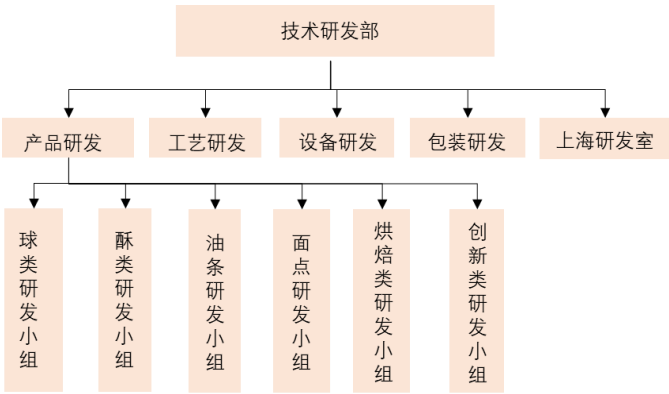 技术研发部
产品研发
工艺研发
设备研发
包装研发
上海研发室
球类研发小组
酥类研发小组
油条研发小组
面点研发小组
烘焙类研发小组
创新类研发小组